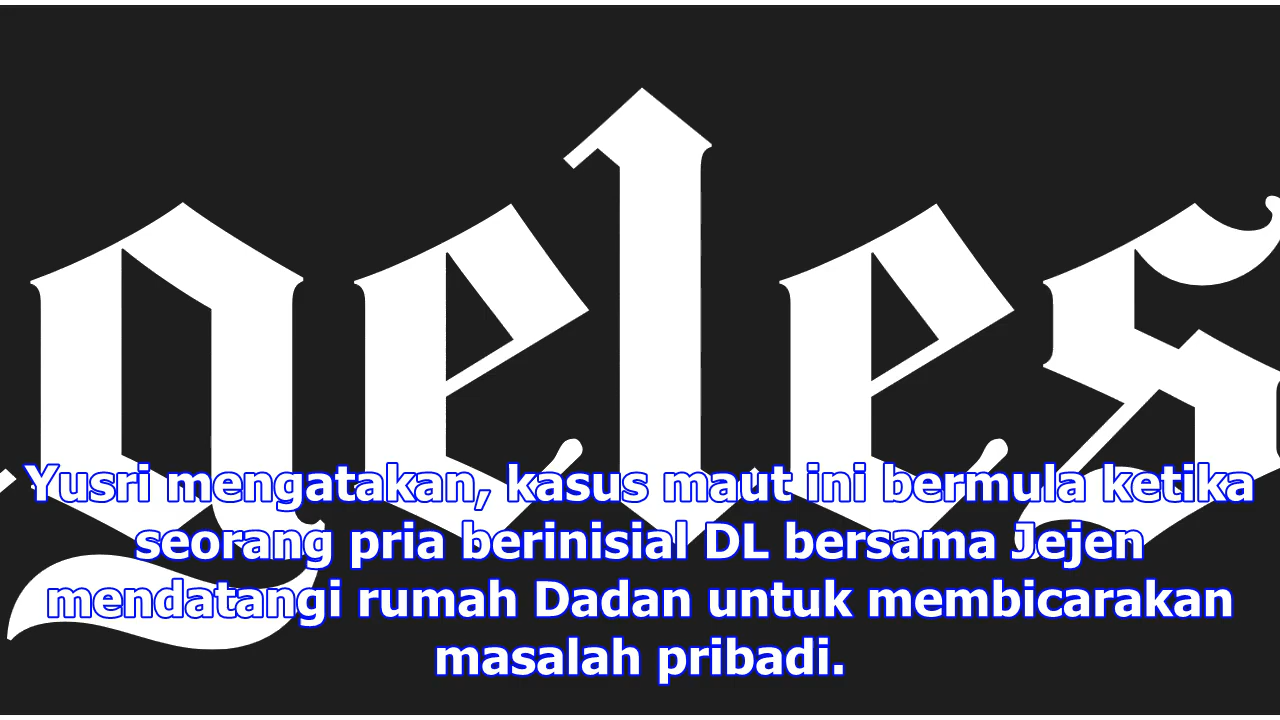 geles
Yusri mengatakan, kasus maut ini bermula ketika
seorang pria berinisial DL bersama Jejen
mendatangi rumah Dadan untuk membicarakan
masalah pribadi.